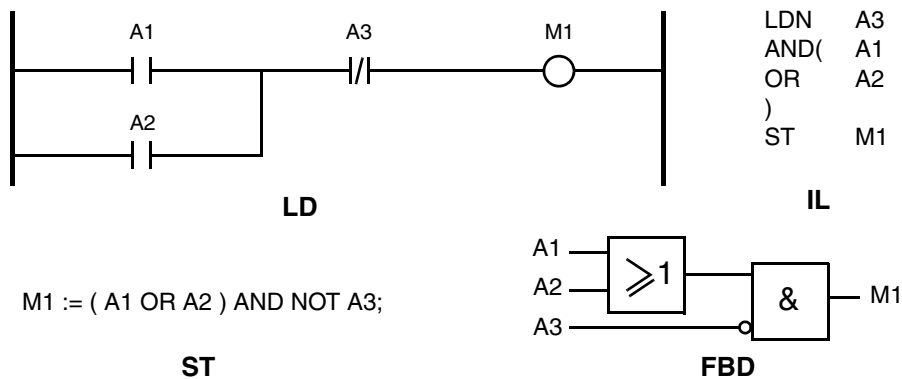 A1 A3 M1
A2
LD
LDN A3
AND( A1
OR A2
)
ST M1
IL
M1 := ( A1 OR A2 ) AND NOT A3;
ST
A1
A2
A3
⩾1
&
M1
FBD